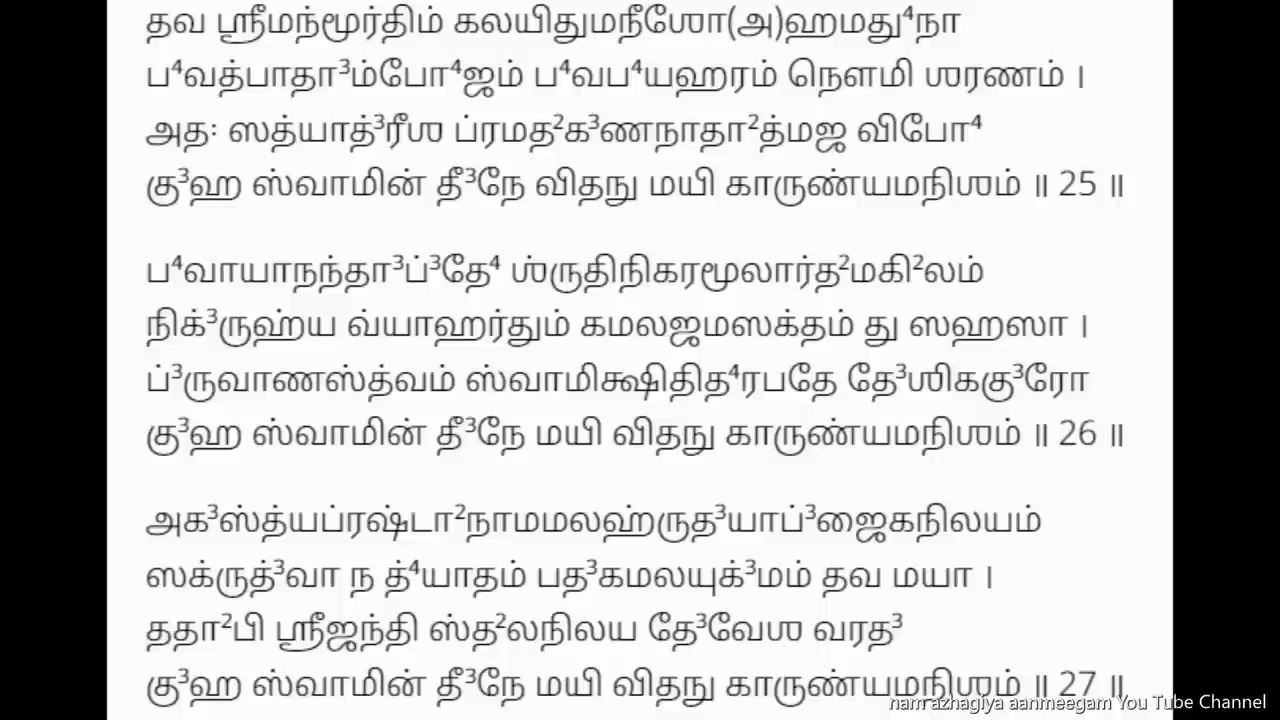 தவ ஶ்ரீமந்மூர்திம் கலயிதுமநீஶோ(அ)ஹமது⁴நா
ப⁴வத்பாதா³ம்போ⁴ஜம் ப⁴வப⁴யஹரம் நௌமி ஶரணம் ।
அத꞉ ஸத்யாத்³ரீஶ ப்ரமத²க³ணநாதா²த்மஜ விபோ⁴
கு³ஹ ஸ்வாமின் தீ³நே விதநு மயி காருண்யமநிஶம் ॥ 25 ॥
ப⁴வாயாநந்தா³ப்³தே⁴ ஶ்ருதிநிகரமூலார்த²மகி²லம்
நிக்³ருஹ்ய வ்யாஹர்தும் கமலஜமஸக்தம் து ஸஹஸா ।
ப்³ருவாணஸ்த்வம் ஸ்வாமிக்ஷிதித⁴ரபதே தே³ஶிககு³ரோ
கு³ஹ ஸ்வாமின் தீ³நே மயி விதநு காருண்யமநிஶம் ॥ 26 ॥
அக³ஸ்த்யப்ரஷ்டா²நாமமலஹ்ருத³யாப்³ஜைகநிலயம்
ஸக்ருத்³வா ந த்⁴யாதம் பத³கமலயுக்³மம் தவ மயா ।
ததா²பி ஶ்ரீஜந்தி ஸ்த²லநிலய தே³வேஶ வரத³
கு³ஹ ஸ்வாமின் தீ³நே மயி விதநு காருண்யமநிஶம் ॥ 27 ॥
nam azhagiya aanmeegam You Tube Channel